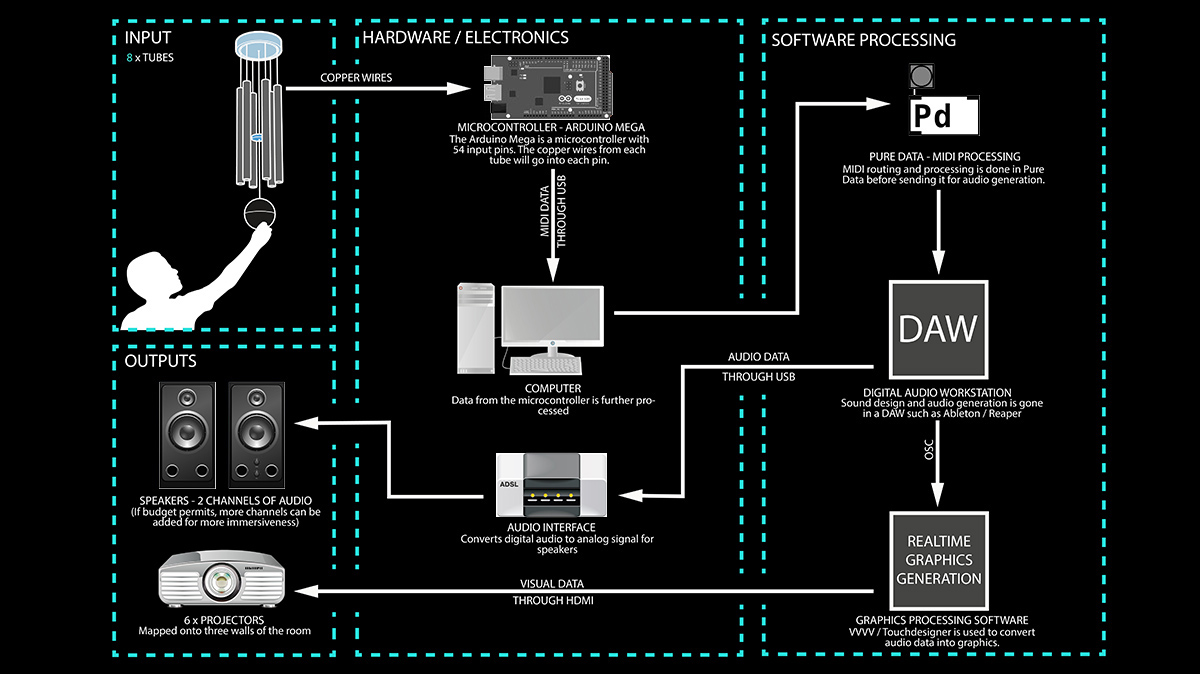 INPUT
8 x TUBES
COPPER WIRES
HARDWARE / ELECTRONICS
MICROCONTROLLER - ARDUINO MEGA
The Arduino Mega is a microcontroller with
54 input pins. The copper wires from each
tube will go into each pin.
MIDI DATA
THROUGH USB
COMPUTER
Data from the microcontroller is further pro-
cessed
SOFTWARE PROCESSING
Pd
PURE DATA - MIDI PROCESSING
MIDI routing and processing is done in Pure
Data before sending it for audio generation.
DAW
DIGITAL AUDIO WORKSTATION
Sound design and audio generation is gone
in a DAW such as Ableton / Reaper
AUDIO DATA
THROUGH USB
OSC
ADSL
AUDIO INTERFACE
Converts digital audio to analog signal for
speakers
REALTIME
GRAPHICS
GENERATION
GRAPHICS PROCESSING SOFTWARE
VVVV / Touchdesigner is used to convert
audio data into graphics.
VISUAL DATA
THROUGH HDMI
OUTPUTS
SPEAKERS - 2 CHANNELS OF AUDIO
(If budget permits, more channels can be
added for more immersiveness)
6 x PROJECTORS
Mapped onto three walls of the room